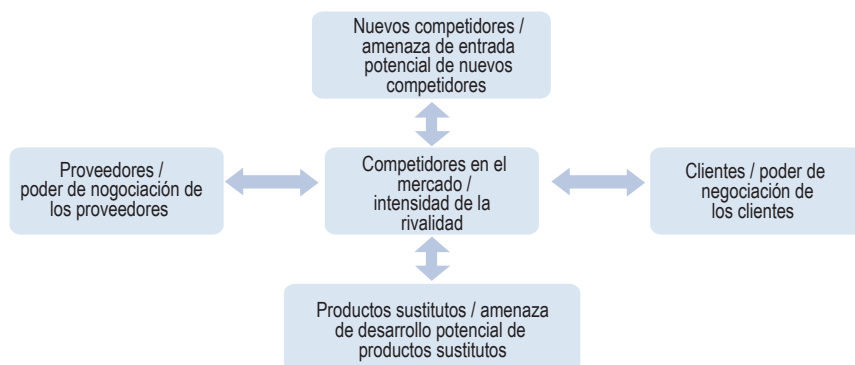 Nuevos competidores /
amenaza de entrada
potencial de nuevos
competidores
Proveedores /
poder de nogociación de
los proveedores
Competidores en el
mercado /
intensidad de la
rivalidad
Clientes / poder de
negociación de
los clientes
Productos sustitutos / amenaza
de desarrollo potencial de
productos sustitutos